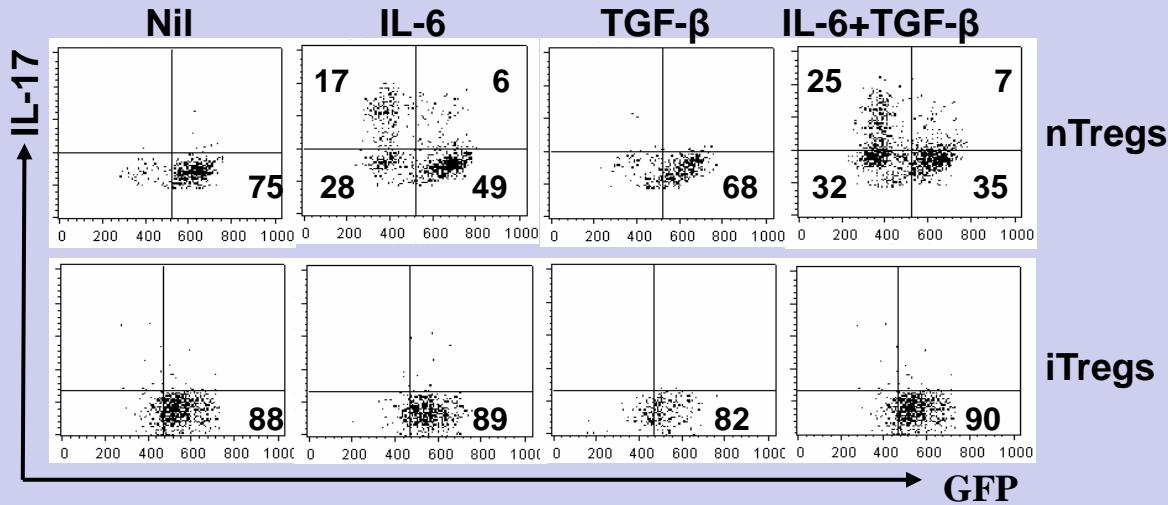 Nil IL-6 TGF-β IL-6+TGF-β
IL-17
17 6 25 7
nTregs
75 28 49 68 32 35
0 200 400 600 800 1000 200 400 600 800 1000 0 200 400 600 800 1000 0 200 400 600 800 1000
iTregs
88 89 82 90
0 200 400 600 800 1000 0 200 400 600 800 1000 0 200 400 600 800 1000 0 200 400 600 800 1000
GFP